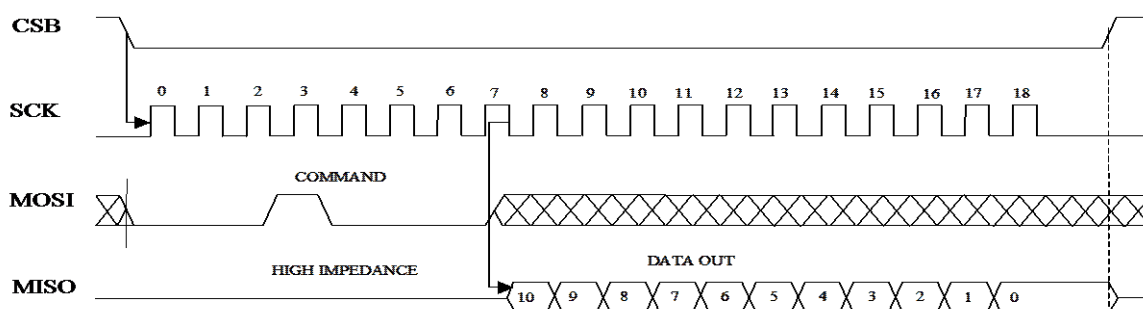 CSB
0 1 2 3 4 5 6 7 8 9 10 11 12 13 14 15 16 17 18
SCK
COMMAND
MOSI
HIGH IMPEDANCE DATA OUT
MISO
10 9 8 7 6 5 4 3 2 1 0